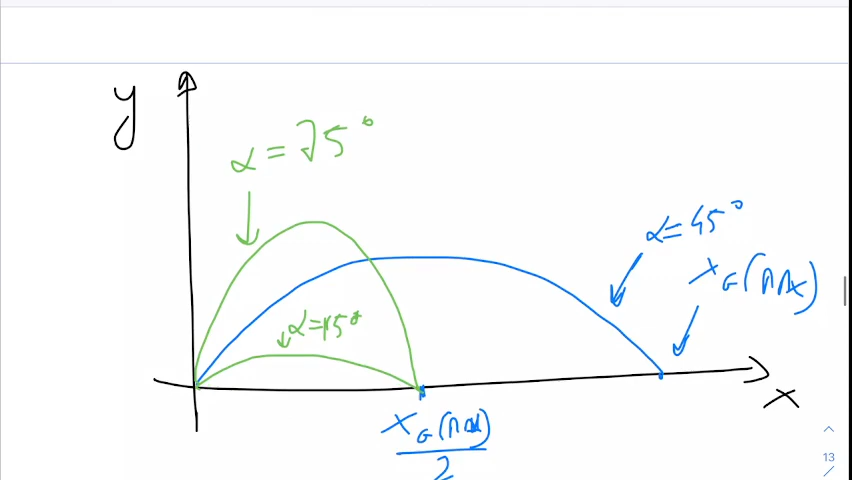 y
α = 75°
α = 45°
x_G(MAX)
α = 15°
x
x_G(MAX)
2
13